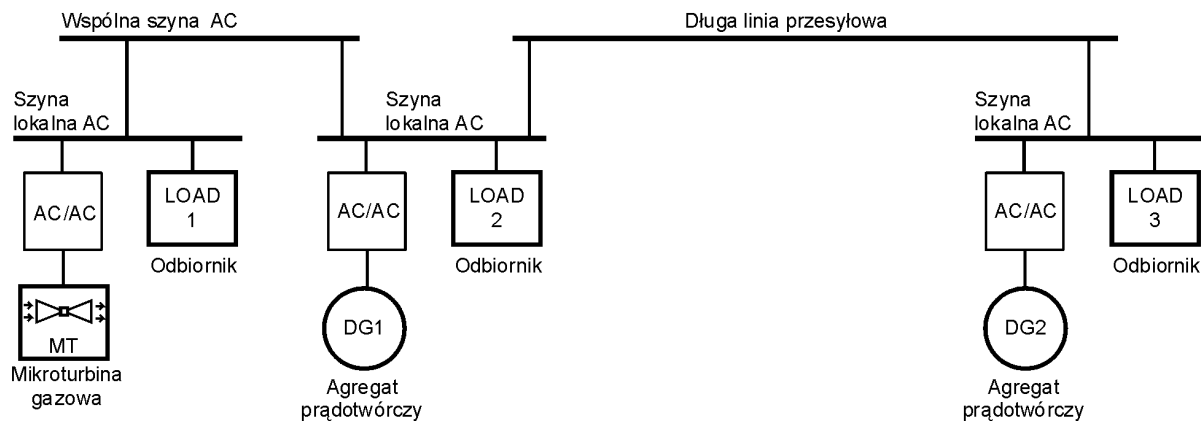 Wspólna szyna AC
Długa linia przesyłowa
Szyna
lokalna AC
Szyna
lokalna AC
Szyna
lokalna AC
AC/AC
LOAD
1
AC/AC
LOAD
2
AC/AC
LOAD
3
Odbiornik
Odbiornik
Odbiornik
MT
DG1
DG2
Mikroturbina
gazowa
Agregat
prądotwórczy
Agregat
prądotwórczy